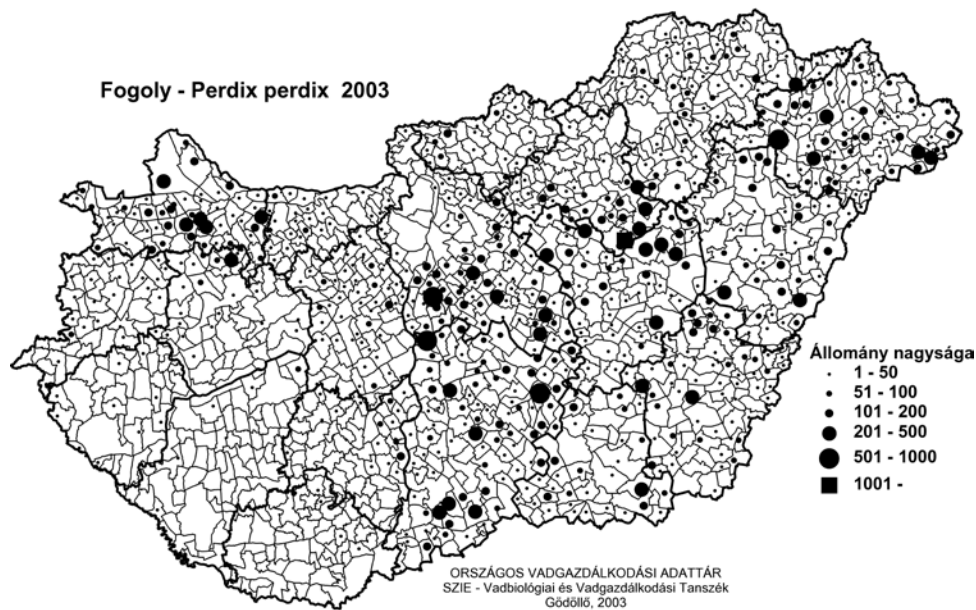 Fogoly - Perdix perdix 2003
Állomány nagysága
1 - 50
51 - 100
101 - 200
201 - 500
501 - 1000
1001 -
ORSZÁGOS VADGAZDÁLKODÁSI ADATTÁR
SZIE - Vadbiológiai és Vadgazdálkodási Tanszék
Gödöllő, 2003